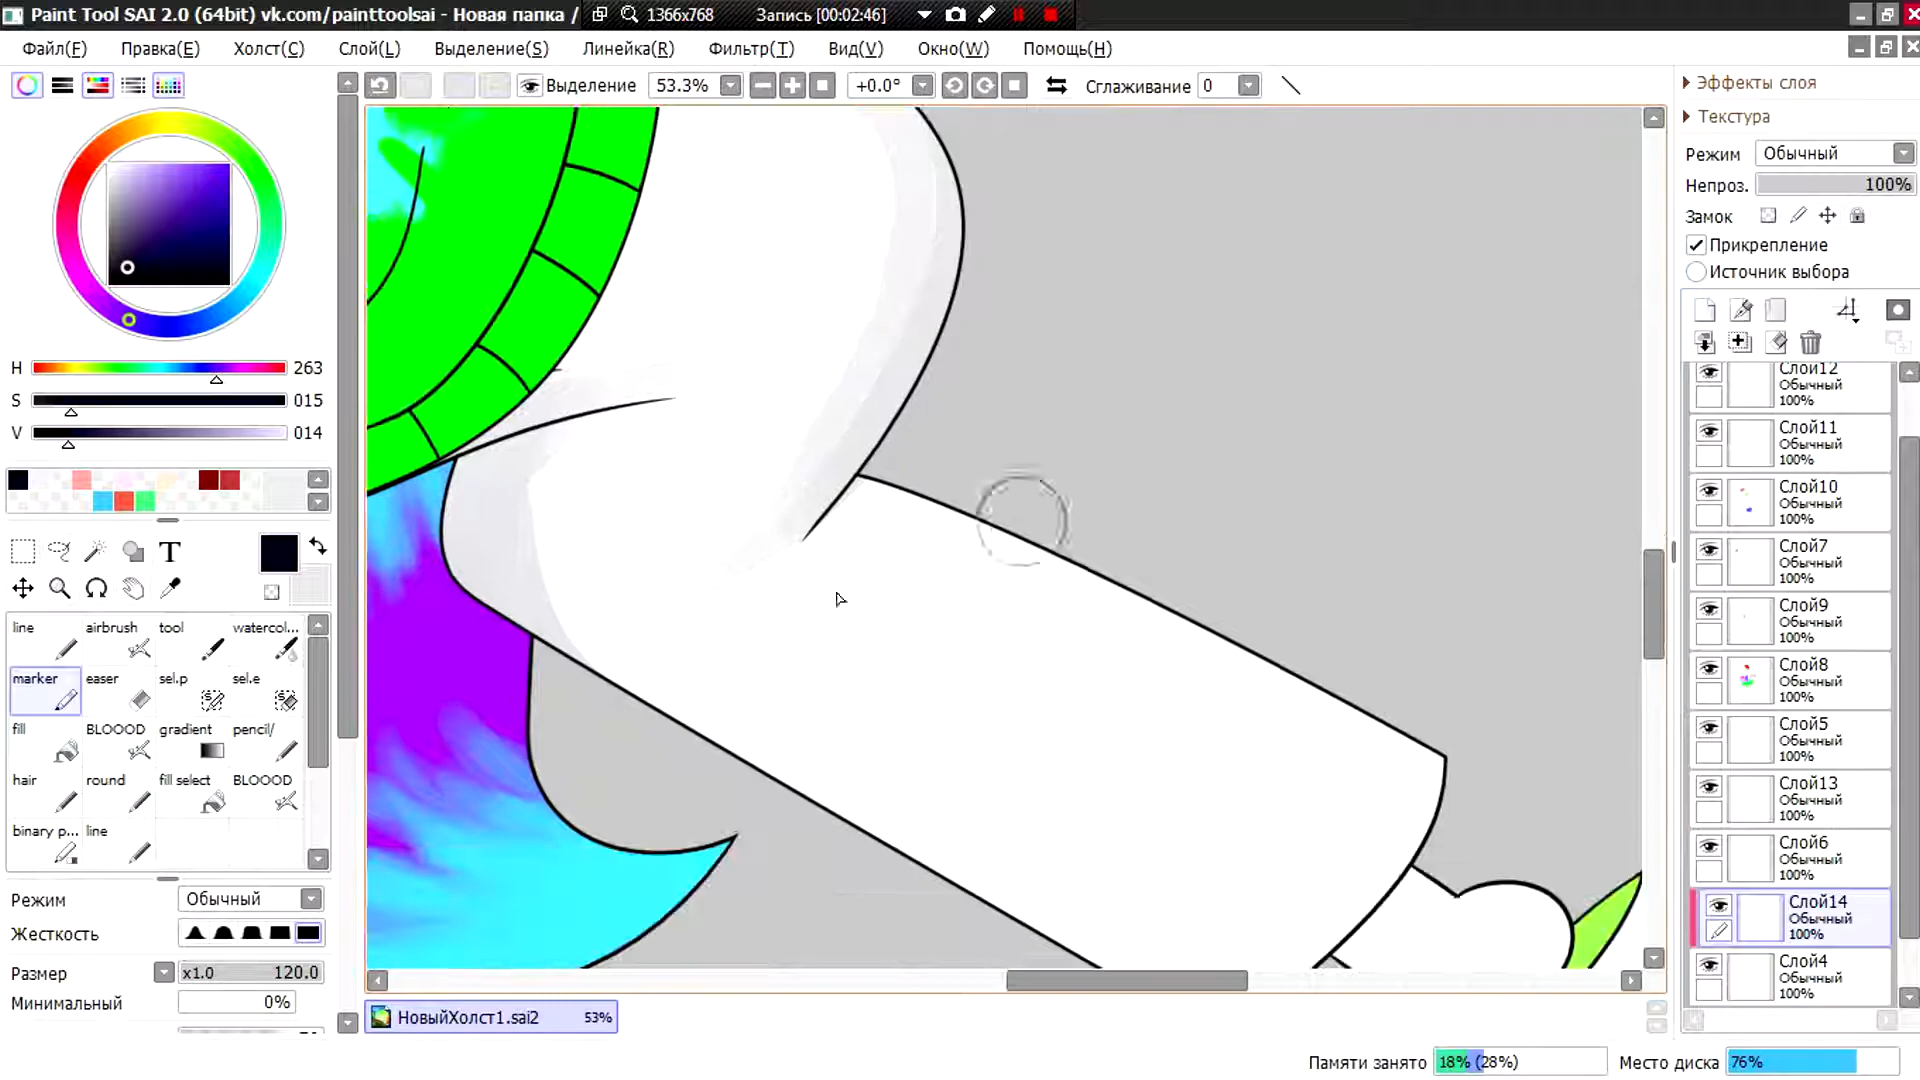 Paint Tool SAI 2.0 (64bit) vk.com/painttoolsai - Новая папка /
1366x768
Запись [00:02:46]
Файл(F) Правка(E) Холст(C) Слой(L) Выделение(S) Линейка(R) Фильтр(T) Вид(V) Окно(W) Помощь(H)
Выделение 53.3% +0.0° Сглаживание 0
Эффекты слоя
Текстура
Режим Обычный
Непроз. 100%
Замок
Прикрепление
Источник выбора
H 263
S 015
V 014
T
line airbrush tool watercol...
marker easer sel.p sel.e
fill BLOOOD gradient pencil/
hair round fill select BLOOOD
binary p... line
Режим Обычный
Жесткость
Размер x1.0 120.0
Минимальный 0%
Слой12
Обычный
100%
Слой11
Обычный
100%
Слой10
Обычный
100%
Слой7
Обычный
100%
Слой9
Обычный
100%
Слой8
Обычный
100%
Слой5
Обычный
100%
Слой13
Обычный
100%
Слой6
Обычный
100%
Слой14
Обычный
100%
Слой4
Обычный
100%
НовыйХолст1.sai2 53%
Памяти занято 18% (28%) Место диска 76%